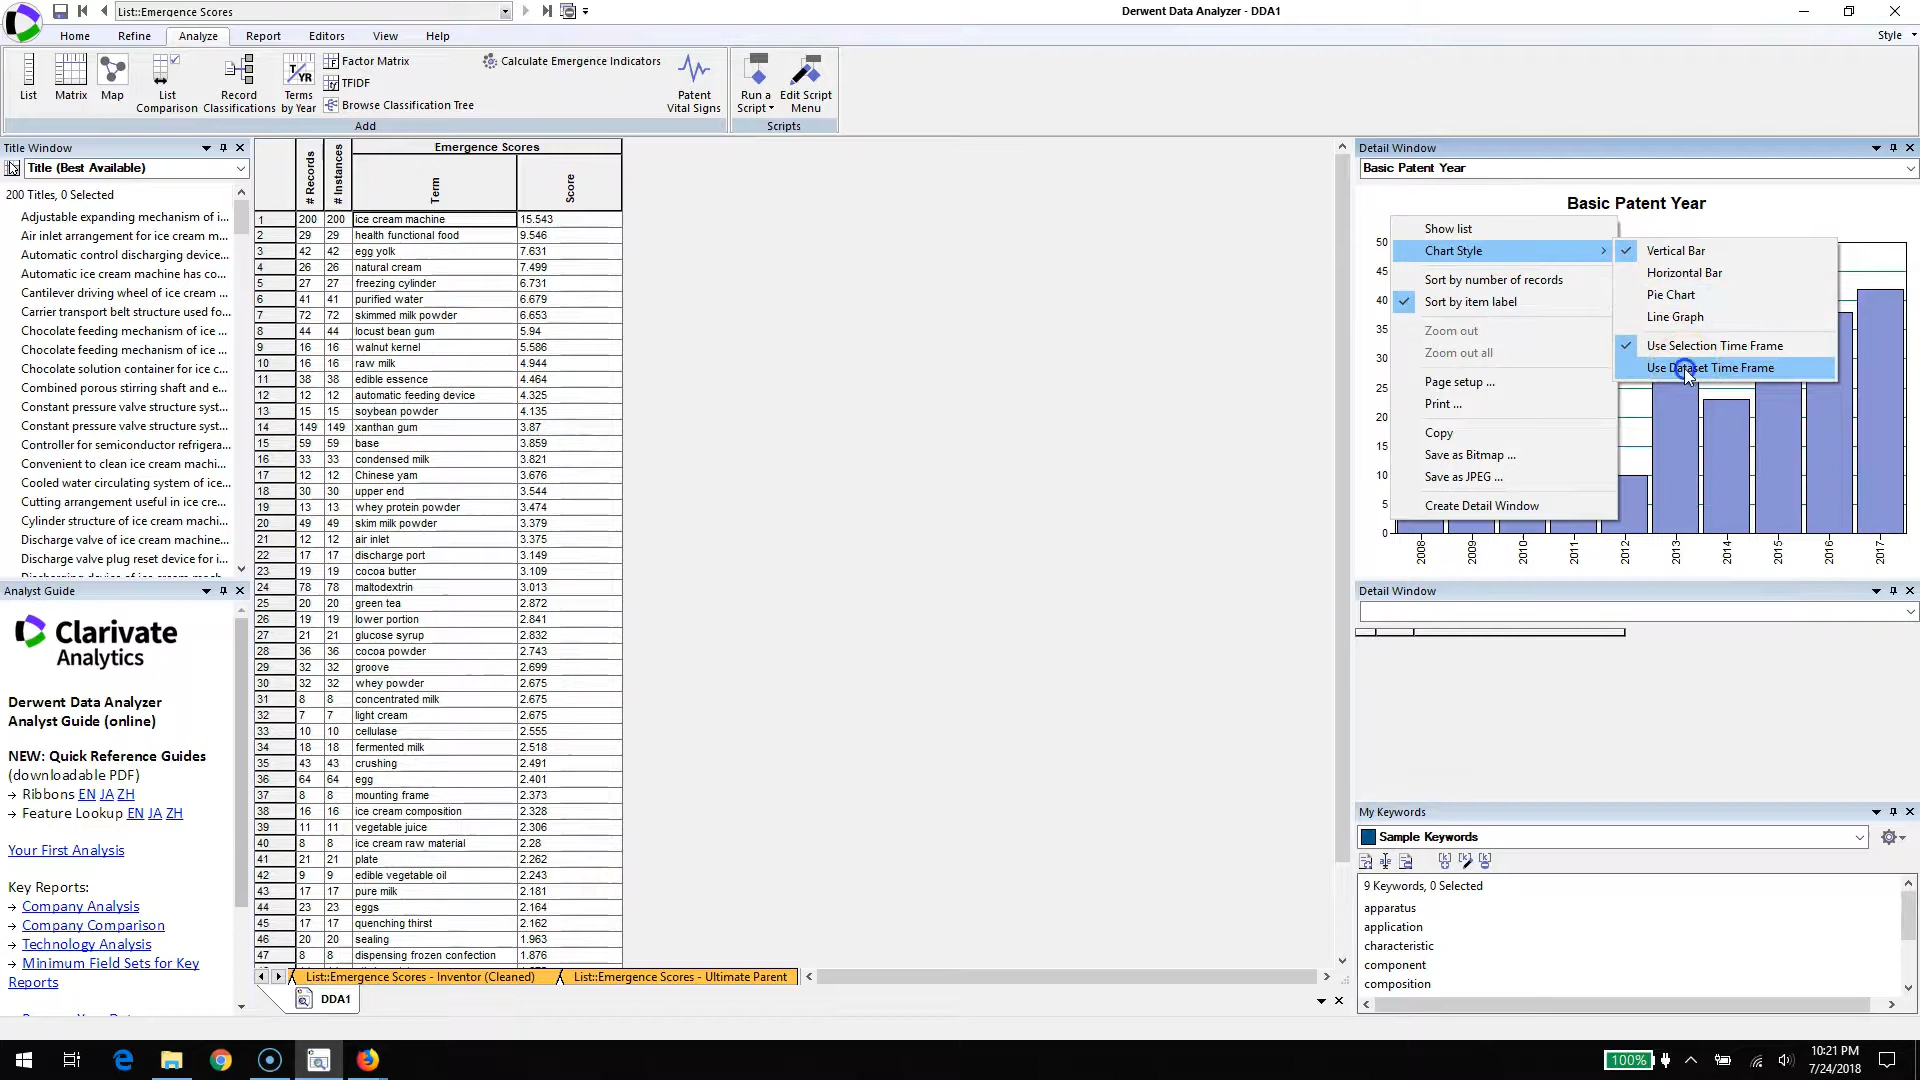 List::Emergence Scores
Derwent Data Analyzer - DDA1
Home Refine Analyze Report Editors View Help
Style
List
Matrix
Map
List Comparison
Record Classifications
Terms by Year
Factor Matrix
TFIDF
Browse Classification Tree
Calculate Emergence Indicators
Patent Vital Signs
Add
Run a Script
Edit Script Menu
Scripts
Title Window
Title (Best Available)
200 Titles, 0 Selected
Adjustable expanding mechanism of i...
Air inlet arrangement for ice cream m...
Automatic control discharging device...
Automatic ice cream machine has co...
Cantilever driving wheel of ice cream ...
Carrier transport belt structure used fo...
Chocolate feeding mechanism of ice ...
Chocolate feeding mechanism of ice ...
Chocolate solution container for ice c...
Combined porous stirring shaft and e...
Constant pressure valve structure syst...
Constant pressure valve structure syst...
Controller for semiconductor refrigera...
Convenient to clean ice cream machi...
Cooled water circulating system of ice...
Cutting arrangement useful in ice cre...
Cylinder structure of ice cream machi...
Discharge valve of ice cream machine...
Discharge valve plug reset device for i...
Analyst Guide
Clarivate
Analytics
Derwent Data Analyzer
Analyst Guide (online)
NEW: Quick Reference Guides
(downloadable PDF)
→ Ribbons EN JA ZH
→ Feature Lookup EN JA ZH
Your First Analysis
Key Reports:
→ Company Analysis
→ Company Comparison
→ Technology Analysis
→ Minimum Field Sets for Key
Reports
# Records # Instances Emergence Scores
Term Score
1 200 200 ice cream machine 15.543
2 29 29 health functional food 9.546
3 42 42 egg yolk 7.631
4 26 26 natural cream 7.499
5 27 27 freezing cylinder 6.731
6 41 41 purified water 6.679
7 72 72 skimmed milk powder 6.653
8 44 44 locust bean gum 5.94
9 16 16 walnut kernel 5.586
10 16 16 raw milk 4.944
11 38 38 edible essence 4.464
12 12 12 automatic feeding device 4.325
13 15 15 soybean powder 4.135
14 149 149 xanthan gum 3.87
15 59 59 base 3.859
16 33 33 condensed milk 3.821
17 12 12 Chinese yam 3.676
18 30 30 upper end 3.544
19 13 13 whey protein powder 3.474
20 49 49 skim milk powder 3.379
21 12 12 air inlet 3.375
22 17 17 discharge port 3.149
23 19 19 cocoa butter 3.109
24 78 78 maltodextrin 3.013
25 20 20 green tea 2.872
26 19 19 lower portion 2.841
27 21 21 glucose syrup 2.832
28 36 36 cocoa powder 2.743
29 32 32 groove 2.699
30 32 32 whey powder 2.675
31 8 8 concentrated milk 2.675
32 7 7 light cream 2.675
33 10 10 cellulase 2.555
34 18 18 fermented milk 2.518
35 43 43 crushing 2.491
36 64 64 egg 2.401
37 8 8 mounting frame 2.373
38 16 16 ice cream composition 2.328
39 11 11 vegetable juice 2.306
40 8 8 ice cream raw material 2.28
41 21 21 plate 2.262
42 9 9 edible vegetable oil 2.243
43 17 17 pure milk 2.181
44 23 23 eggs 2.164
45 17 17 quenching thirst 2.162
46 20 20 sealing 1.963
47 8 8 dispensing frozen confection 1.876
List::Emergence Scores - Inventor (Cleaned)
List::Emergence Scores - Ultimate Parent
DDA1
Detail Window
Basic Patent Year
Basic Patent Year
50
45
40
35
30
25
20
15
10
5
0
2008 2009 2010 2011 2012 2013 2014 2015 2016 2017
Show list
Chart Style
Sort by number of records
Sort by item label
Zoom out
Zoom out all
Page setup ...
Print ...
Copy
Save as Bitmap ...
Save as JPEG ...
Create Detail Window
Vertical Bar
Horizontal Bar
Pie Chart
Line Graph
Use Selection Time Frame
Use Dataset Time Frame
Detail Window
My Keywords
Sample Keywords
9 Keywords, 0 Selected
apparatus
application
characteristic
component
composition
100%
10:21 PM
7/24/2018